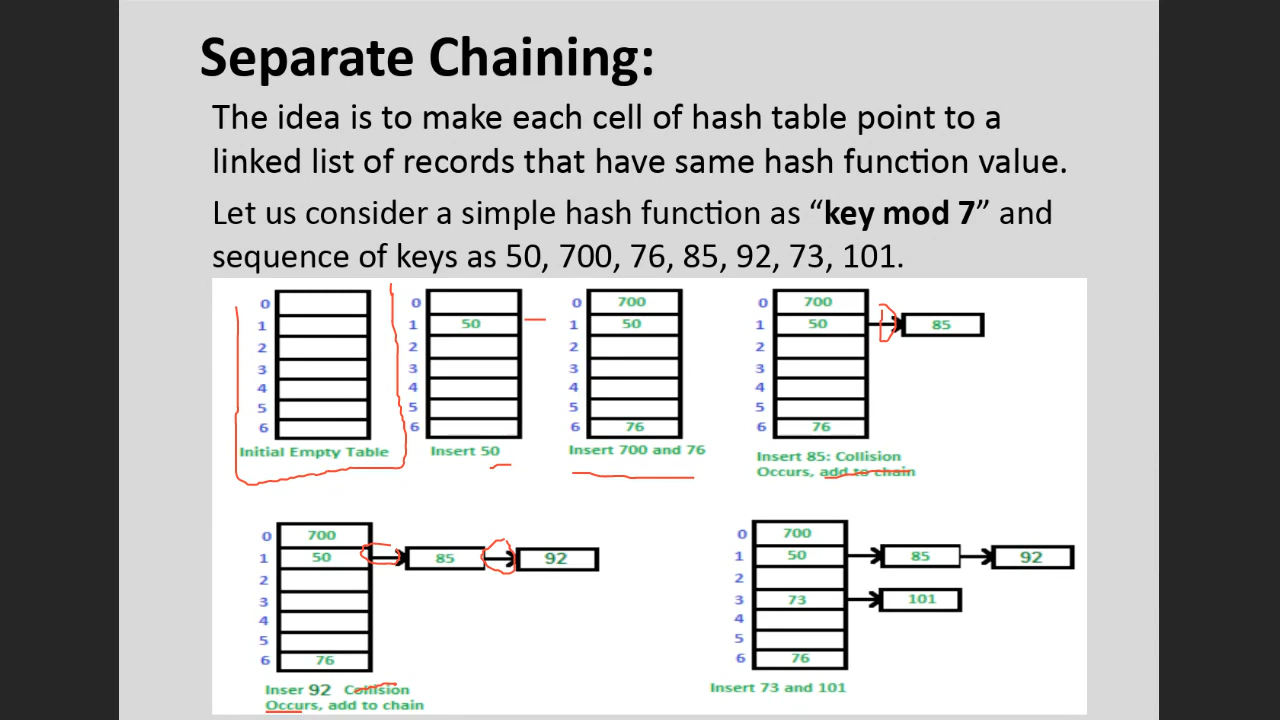 Separate Chaining:
The idea is to make each cell of hash table point to a
linked list of records that have same hash function value.
Let us consider a simple hash function as “key mod 7” and
sequence of keys as 50, 700, 76, 85, 92, 73, 101.
0
1
2
3
4
5
6
Initial Empty Table
0
1 50
2
3
4
5
6
Insert 50
0 700
1 50
2
3
4
5
6 76
Insert 700 and 76
0 700
1 50 85
2
3
4
5
6 76
Insert 85: Collision
Occurs, add to chain
0 700
1 50 85 92
2
3
4
5
6 76
Inser 92 Collision
Occurs, add to chain
0 700
1 50 85 92
2
3 73 101
4
5
6 76
Insert 73 and 101